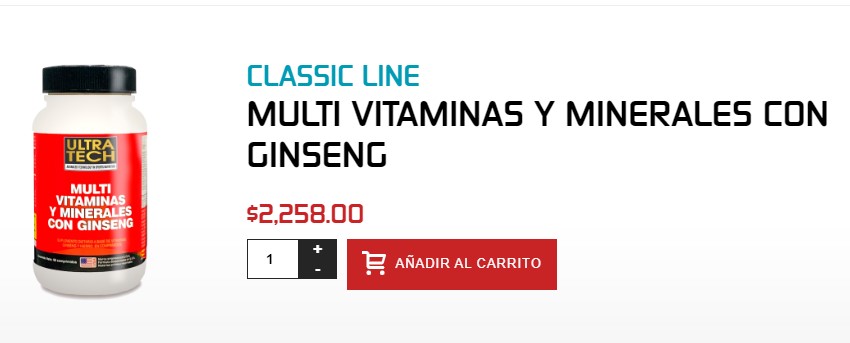 CLASSIC LINE
MULTI VITAMINAS Y MINERALES CON
GINSENG
$2,258.00
1
+
-
AÑADIR AL CARRITO
ULTRA
TECH
MULTI
VITAMINAS
Y MINERALES
CON GINSENG